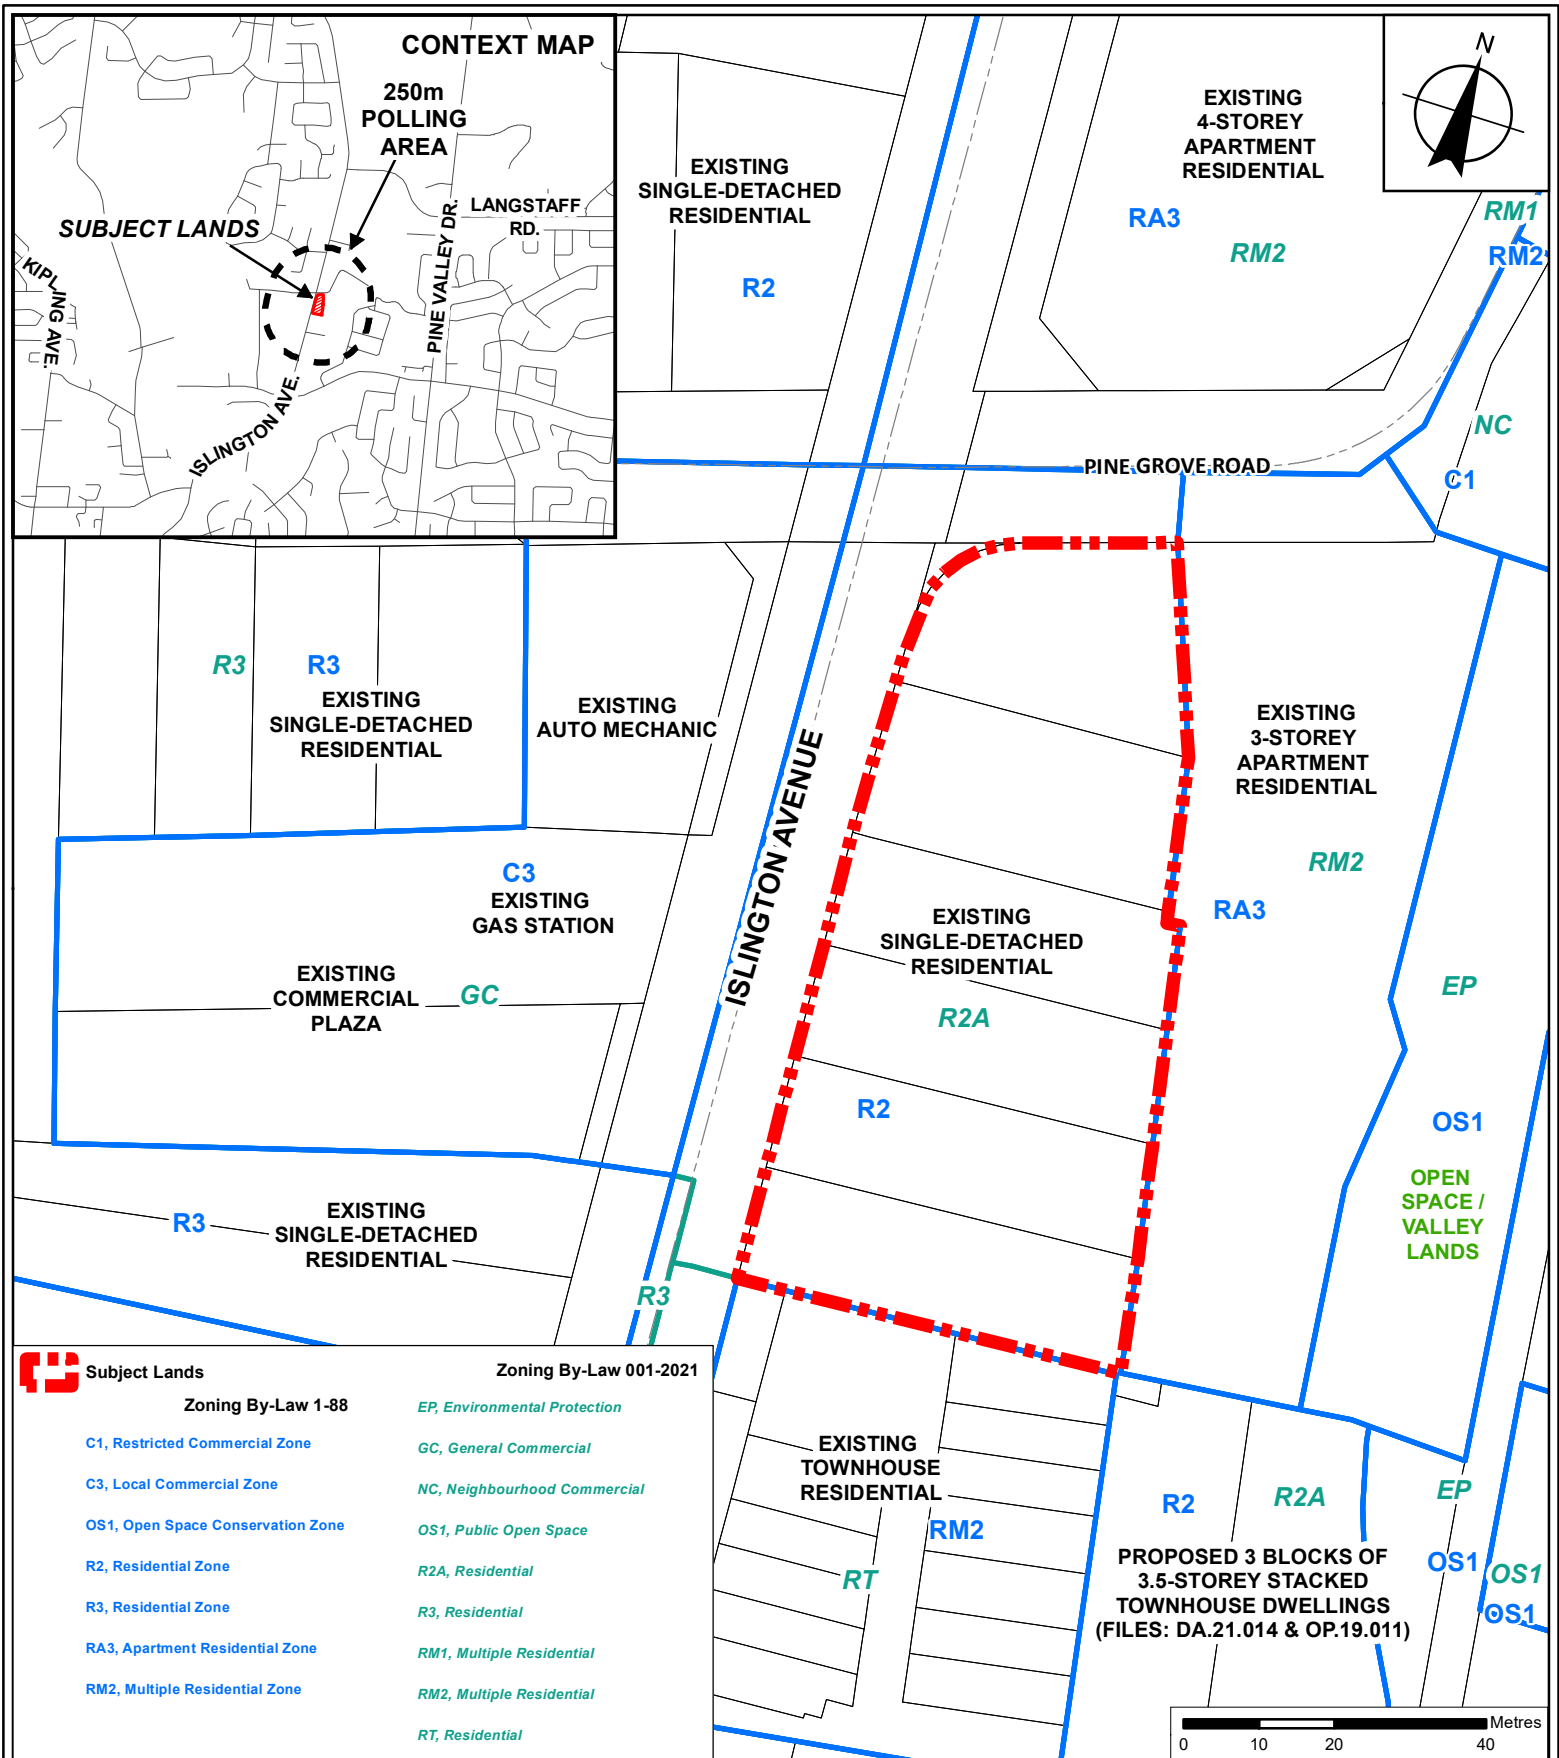 CONTEXT MAP
250m
POLLING
AREA
SUBJECT LANDS
LANGSTAFF
RD.
PINE VALLEY DR.
KIPLING AVE.
ISLINGTON AVE.
N
EXISTING
SINGLE-DETACHED
RESIDENTIAL
R2
EXISTING
4-STOREY
APARTMENT
RESIDENTIAL
RA3
RM2
RM1
RM2
NC
C1
PINE GROVE ROAD
R3
R3
EXISTING
SINGLE-DETACHED
RESIDENTIAL
EXISTING
AUTO MECHANIC
ISLINGTON AVENUE
C3
EXISTING
GAS STATION
EXISTING
COMMERCIAL
PLAZA
GC
EXISTING
SINGLE-DETACHED
RESIDENTIAL
R2A
R2
EXISTING
3-STOREY
APARTMENT
RESIDENTIAL
RM2
RA3
EP
OS1
OPEN
SPACE /
VALLEY
LANDS
R3
EXISTING
SINGLE-DETACHED
RESIDENTIAL
R3
EXISTING
TOWNHOUSE
RESIDENTIAL
RM2
RT
R2
R2A
EP
PROPOSED 3 BLOCKS OF
3.5-STOREY STACKED
TOWNHOUSE DWELLINGS
(FILES: DA.21.014 & OP.19.011)
OS1
OS1
OS1
Subject Lands
Zoning By-Law 1-88
C1, Restricted Commercial Zone
C3, Local Commercial Zone
OS1, Open Space Conservation Zone
R2, Residential Zone
R3, Residential Zone
RA3, Apartment Residential Zone
RM2, Multiple Residential Zone
Zoning By-Law 001-2021
EP, Environmental Protection
GC, General Commercial
NC, Neighbourhood Commercial
OS1, Public Open Space
R2A, Residential
R3, Residential
RM1, Multiple Residential
RM2, Multiple Residential
RT, Residential
Metres
0 10 20 40